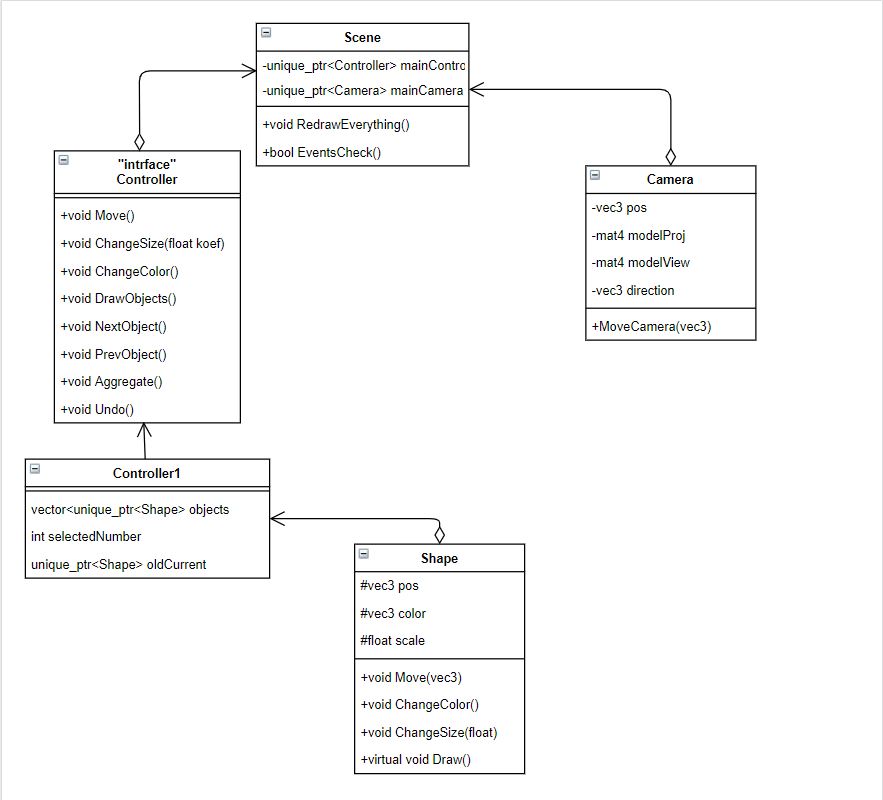 Scene
-unique_ptr<Controller> mainContro
-unique_ptr<Camera> mainCamera
+void RedrawEverything()
+bool EventsCheck()
"intrface"
Controller
+void Move()
+void ChangeSize(float koef)
+void ChangeColor()
+void DrawObjects()
+void NextObject()
+void PrevObject()
+void Aggregate()
+void Undo()
Camera
-vec3 pos
-mat4 modelProj
-mat4 modelView
-vec3 direction
+MoveCamera(vec3)
Controller1
vector<unique_ptr<Shape> objects
int selectedNumber
unique_ptr<Shape> oldCurrent
Shape
#vec3 pos
#vec3 color
#float scale
+void Move(vec3)
+void ChangeColor()
+void ChangeSize(float)
+virtual void Draw()